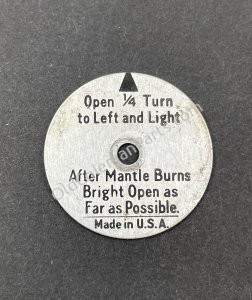 Open ¼ Turn
to Left and Light
After Mantle Burns
Bright Open as
Far as Possible.
Made in U.S.A.